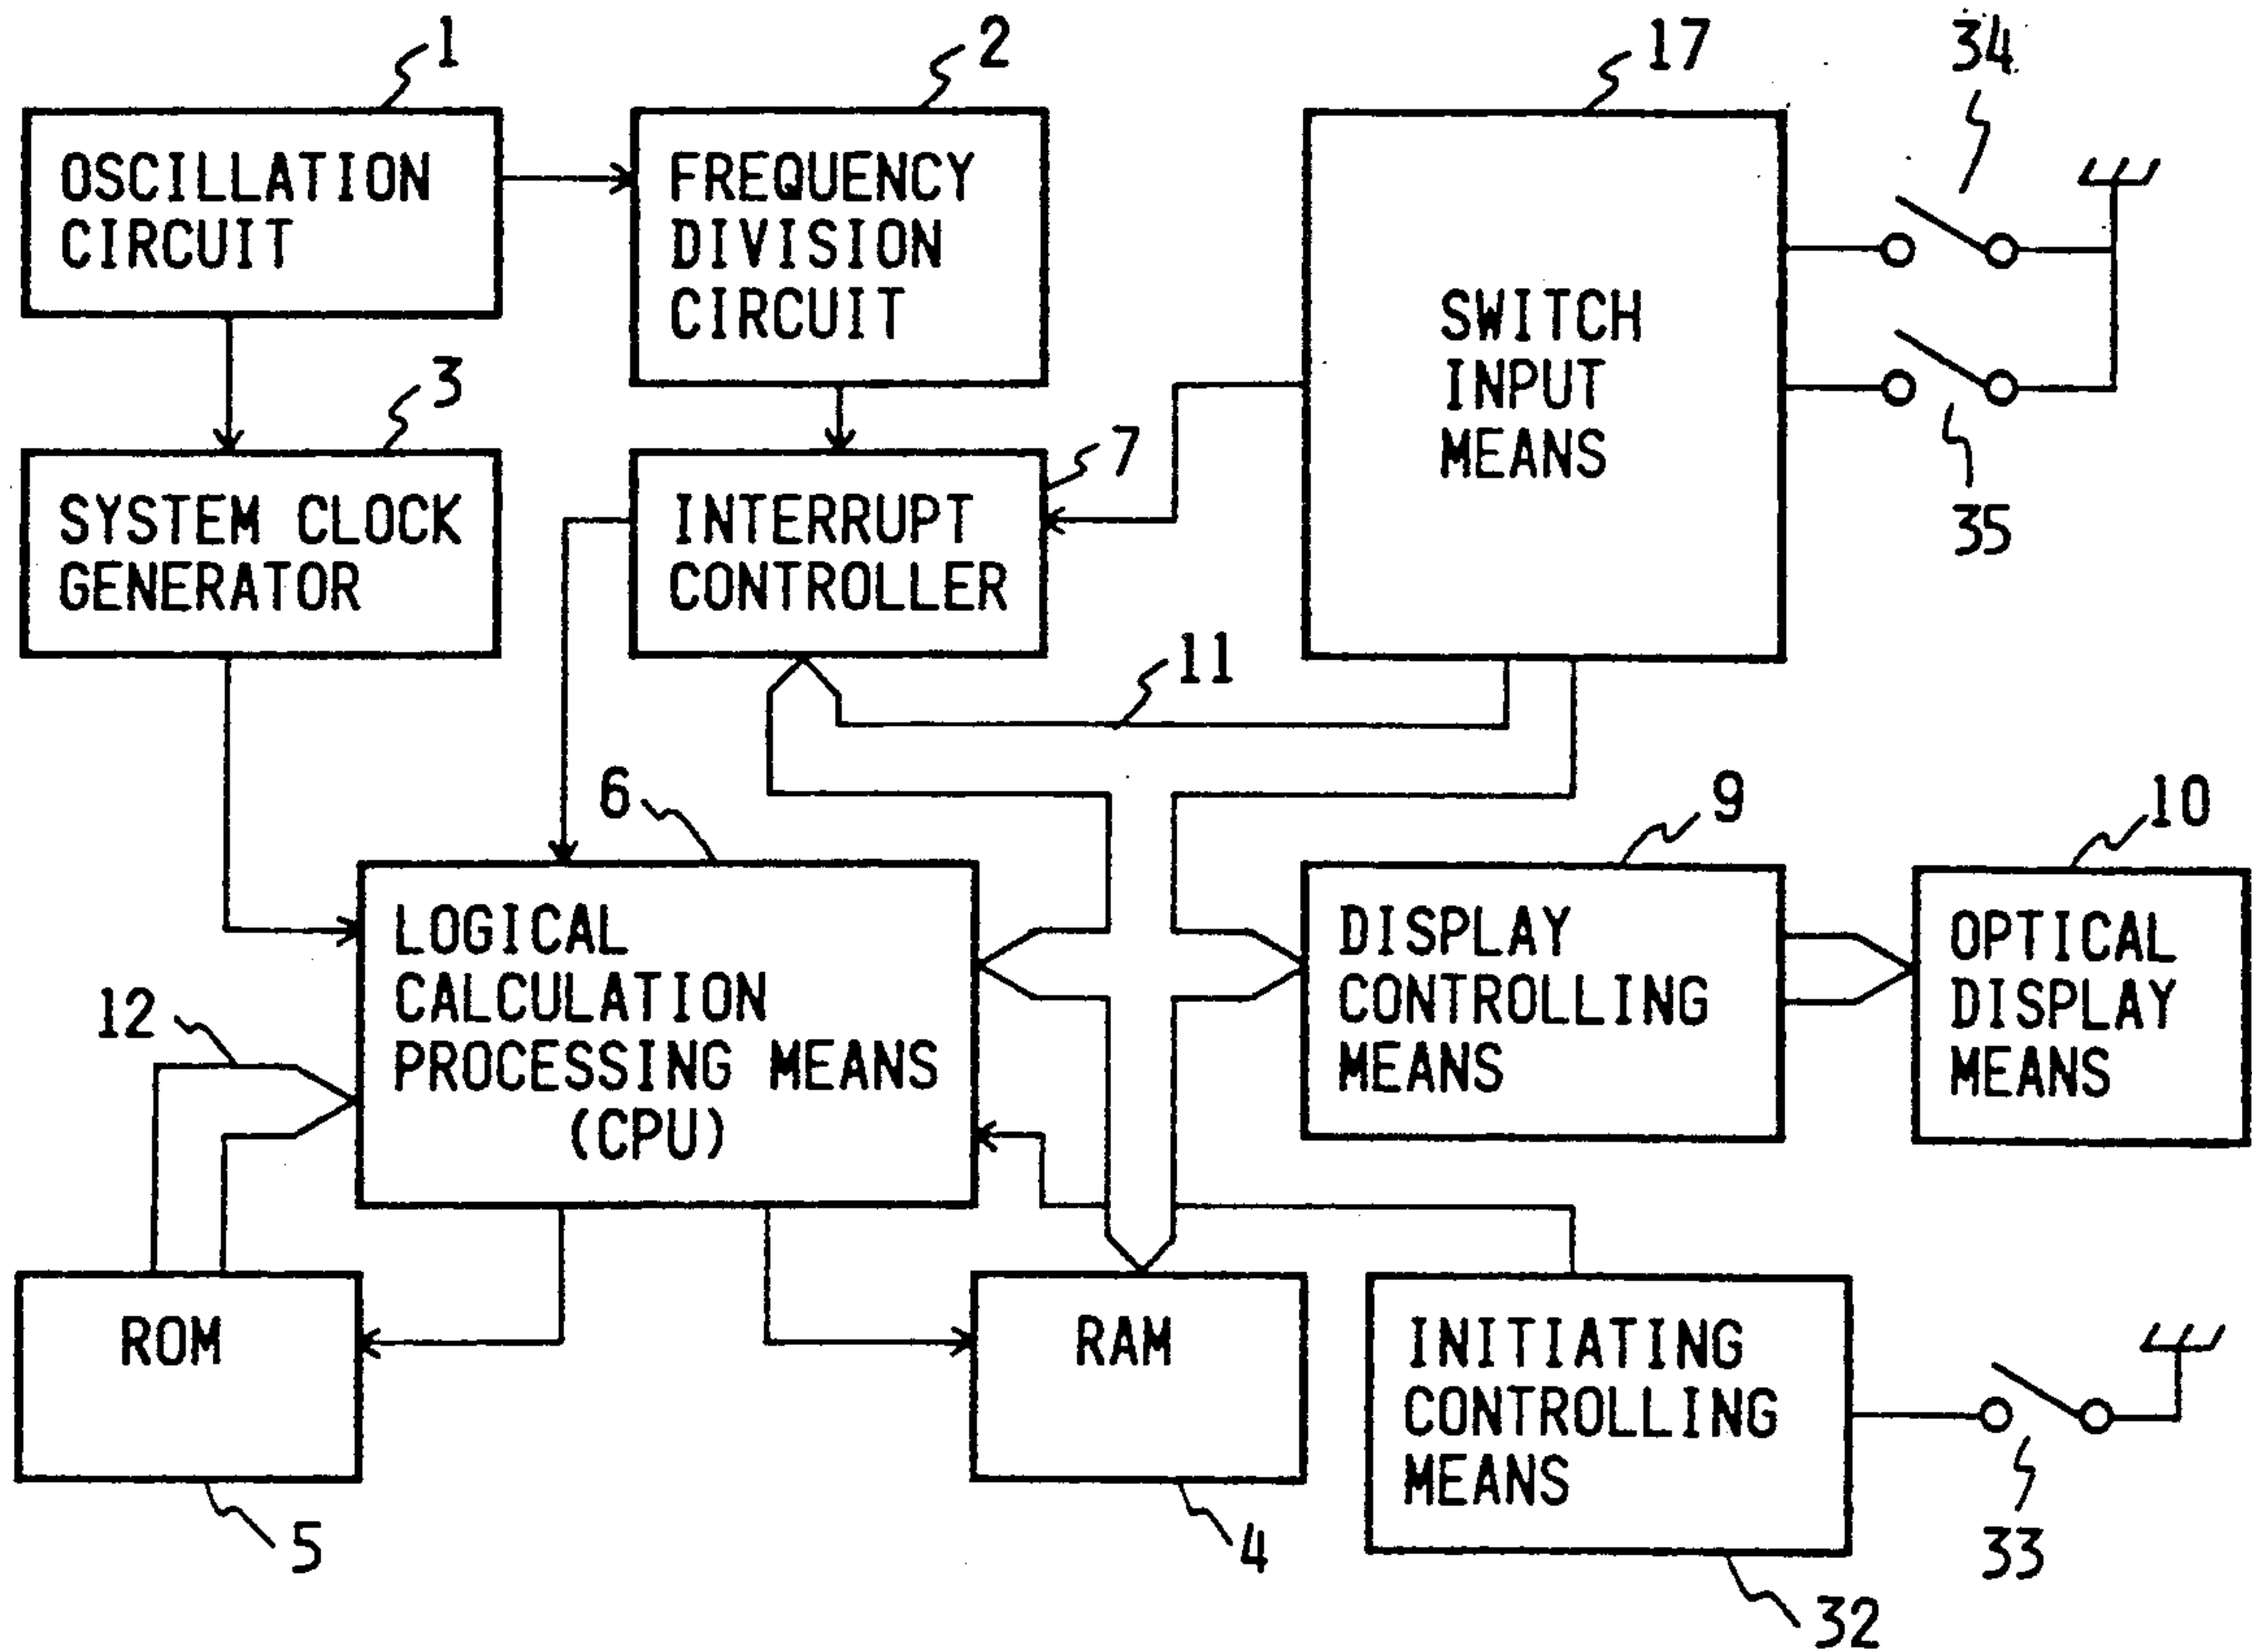 1
2
17
34
OSCILLATION
CIRCUIT
FREQUENCY
DIVISION
CIRCUIT
SWITCH
INPUT
MEANS
3
7
35
SYSTEM CLOCK
GENERATOR
INTERRUPT
CONTROLLER
11
6
9
10
LOGICAL
CALCULATION
PROCESSING MEANS
(CPU)
DISPLAY
CONTROLLING
MEANS
OPTICAL
DISPLAY
MEANS
12
ROM
RAM
INITIATING
CONTROLLING
MEANS
5
4
33
32